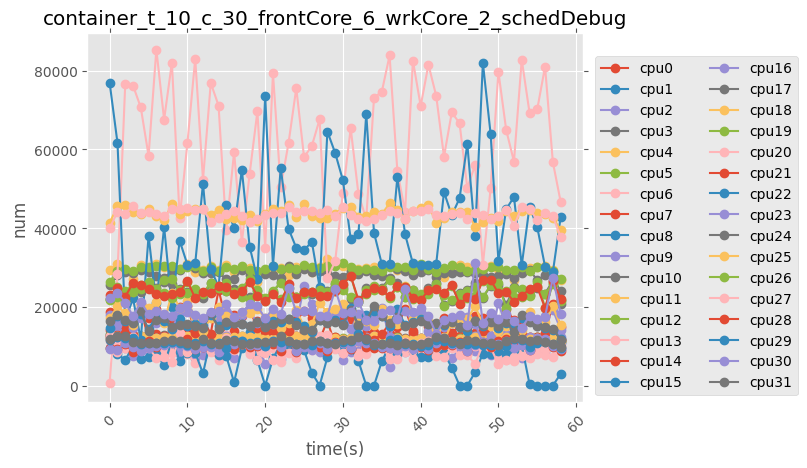 container_t_10_c_30_frontCore_6_wrkCore_2_schedDebug
80000
60000
40000
20000
0
num
0
10
20
30
40
50
60
time(s)
cpu0
cpu1
cpu2
cpu3
cpu4
cpu5
cpu6
cpu7
cpu8
cpu9
cpu10
cpu11
cpu12
cpu13
cpu14
cpu15
cpu16
cpu17
cpu18
cpu19
cpu20
cpu21
cpu22
cpu23
cpu24
cpu25
cpu26
cpu27
cpu28
cpu29
cpu30
cpu31